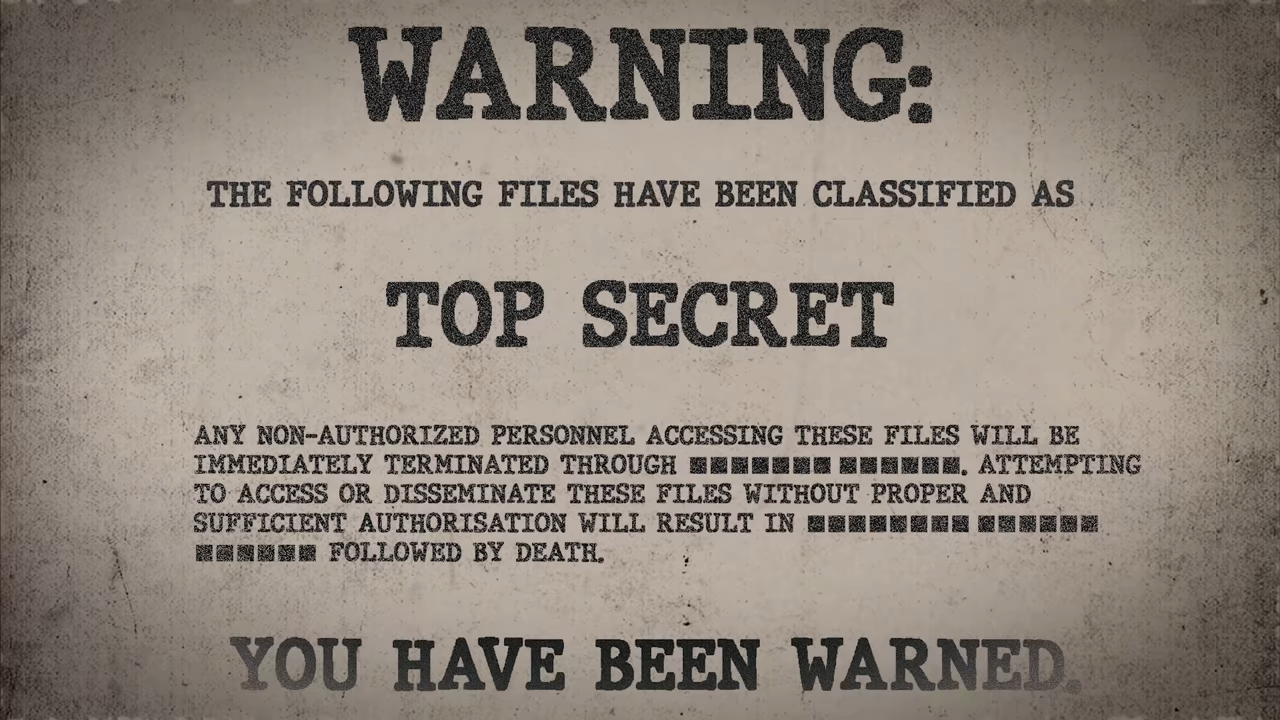 WARNING:
THE FOLLOWING FILES HAVE BEEN CLASSIFIED AS
TOP SECRET
ANY NON-AUTHORIZED PERSONNEL ACCESSING THESE FILES WILL BE
IMMEDIATELY TERMINATED THROUGH ■■■■■■■ ■■■■■■. ATTEMPTING
TO ACCESS OR DISSEMINATE THESE FILES WITHOUT PROPER AND
SUFFICIENT AUTHORISATION WILL RESULT IN ■■■■■■■■ ■■■■■■
■■■■■■ FOLLOWED BY DEATH.
YOU HAVE BEEN WARNED.